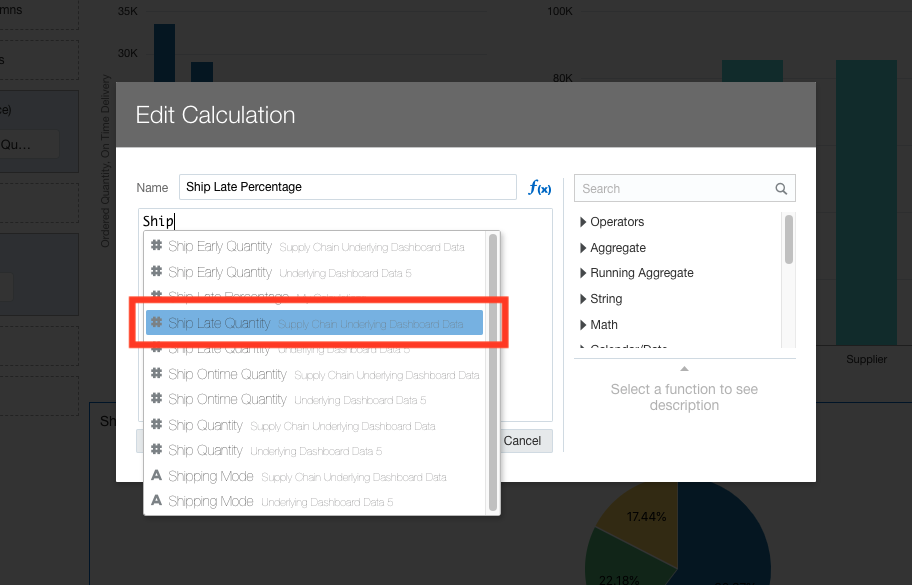 mns
35K
100K
s
30K
80K
ce)
Qu...
Ordered Quantity, On Time Delivery
Edit Calculation
Name
Ship Late Percentage
f(x)
Search
Ship
Operators
Aggregate
Running Aggregate
String
Math
Calendar/Date
Ship Early Quantity Supply Chain Underlying Dashboard Data
Ship Early Quantity Underlying Dashboard Data 5
Ship Late Percentage My Calculations
Ship Late Quantity Supply Chain Underlying Dashboard Data
Ship Late Quantity Underlying Dashboard Data 5
Ship Ontime Quantity Supply Chain Underlying Dashboard Data
Ship Ontime Quantity Underlying Dashboard Data 5
Ship Quantity Supply Chain Underlying Dashboard Data
Ship Quantity Underlying Dashboard Data 5
A Shipping Mode Supply Chain Underlying Dashboard Data
A Shipping Mode Underlying Dashboard Data 5
Select a function to see
description
Cancel
Supplier
Sh
17.44%
22.18%